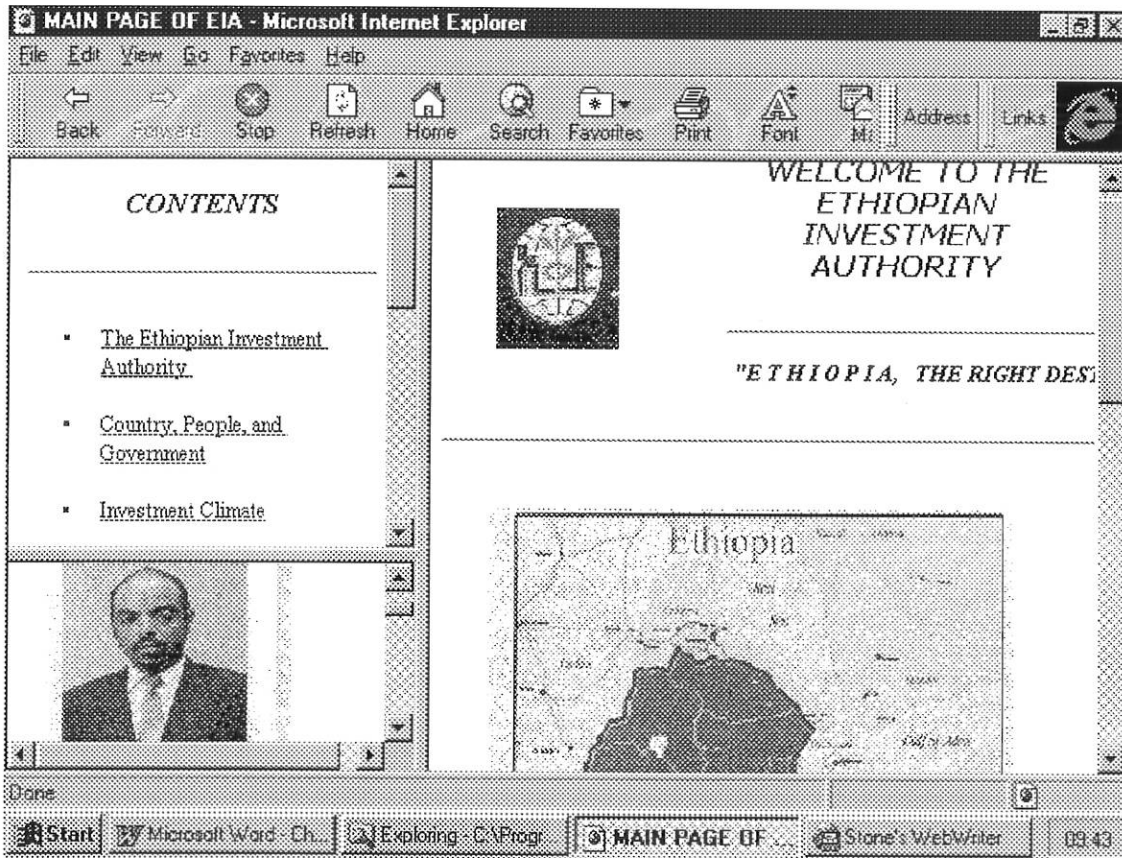 MAIN PAGE OF EIA - Microsoft Internet Explorer
File Edit View Go Favorites Help
Back Forward Stop Refresh Home Search Favorites Print Font Address Links
CONTENTS
The Ethiopian Investment
Authority
Country, People, and
Government
Investment Climate
WELCOME TO THE
ETHIOPIAN
INVESTMENT
AUTHORITY
"E T H I O P I A, THE RIGHT DEST
Ethiopia
Gulf of Aden
Done
Start Microsoft Word - Ch... Exploring - C:\Progr... MAIN PAGE OF ... Stone's WebWriter 09:43